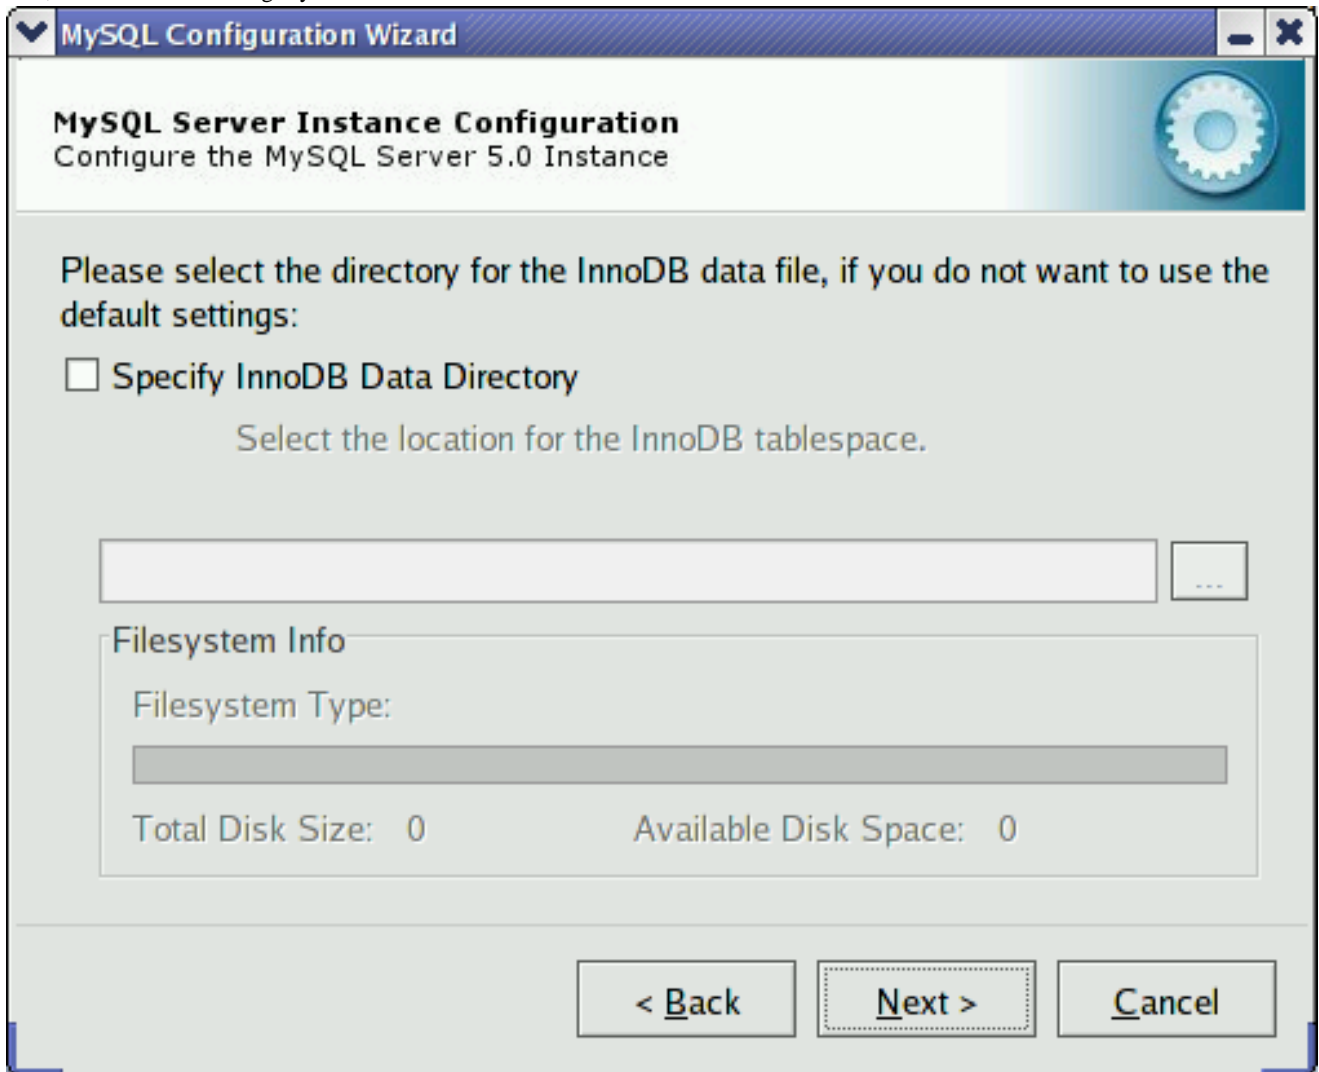 MySQL Configuration Wizard
MySQL Server Instance Configuration
Configure the MySQL Server 5.0 Instance
Please select the directory for the InnoDB data file, if you do not want to use the
default settings:
Specify InnoDB Data Directory
Select the location for the InnoDB tablespace.
...
Filesystem Info
Filesystem Type:
Total Disk Size: 0 Available Disk Space: 0
< Back Next > Cancel